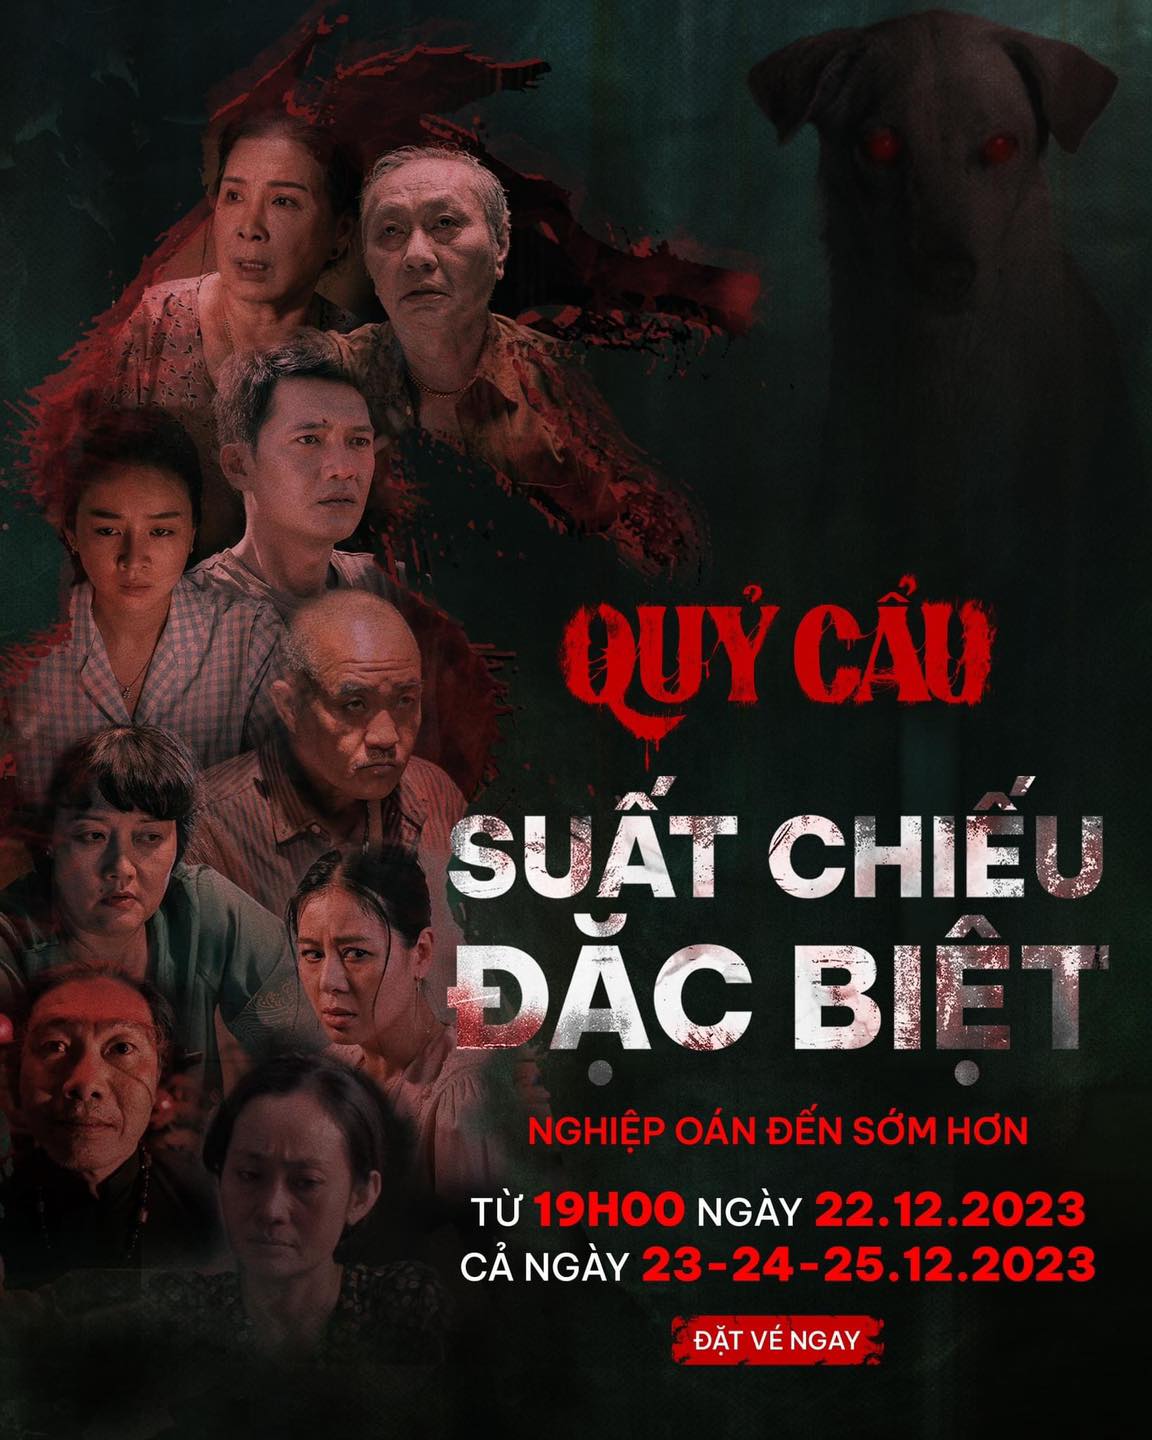 QUỶ CẨU
SUẤT CHIẾU
ĐẶC BIỆT
NGHIỆP OÁN ĐẾN SỚM HƠN
TỪ 19H00 NGÀY 22.12.2023
CẢ NGÀY 23-24-25.12.2023
ĐẶT VÉ NGAY